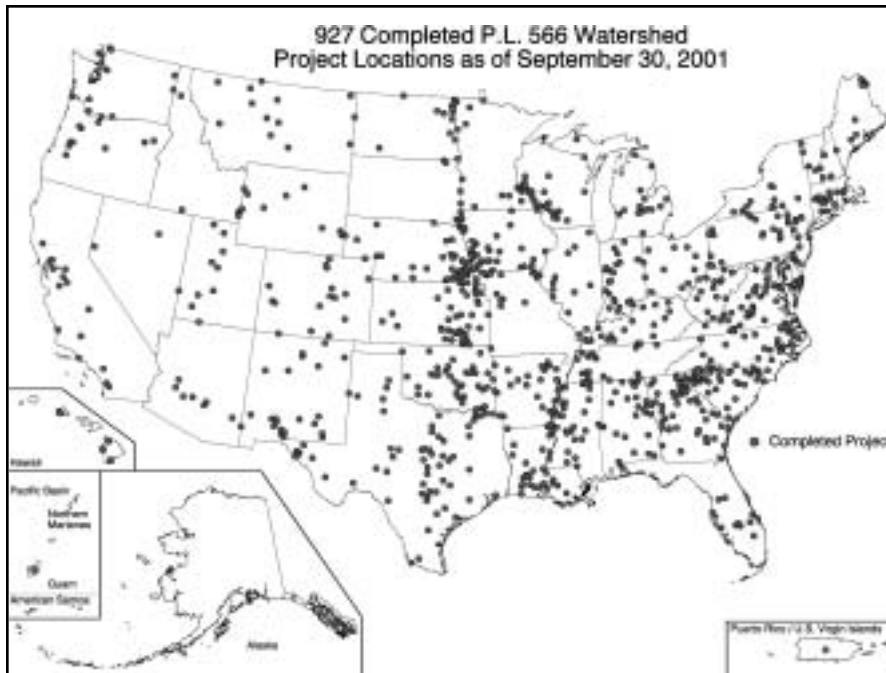 927 Completed P.L. 566 Watershed
Project Locations as of September 30, 2001
Completed Project
Hawaii
Pacific Basin
Northern
Marianas
Guam
American Samoa
Alaska
Puerto Rico / U.S. Virgin Islands